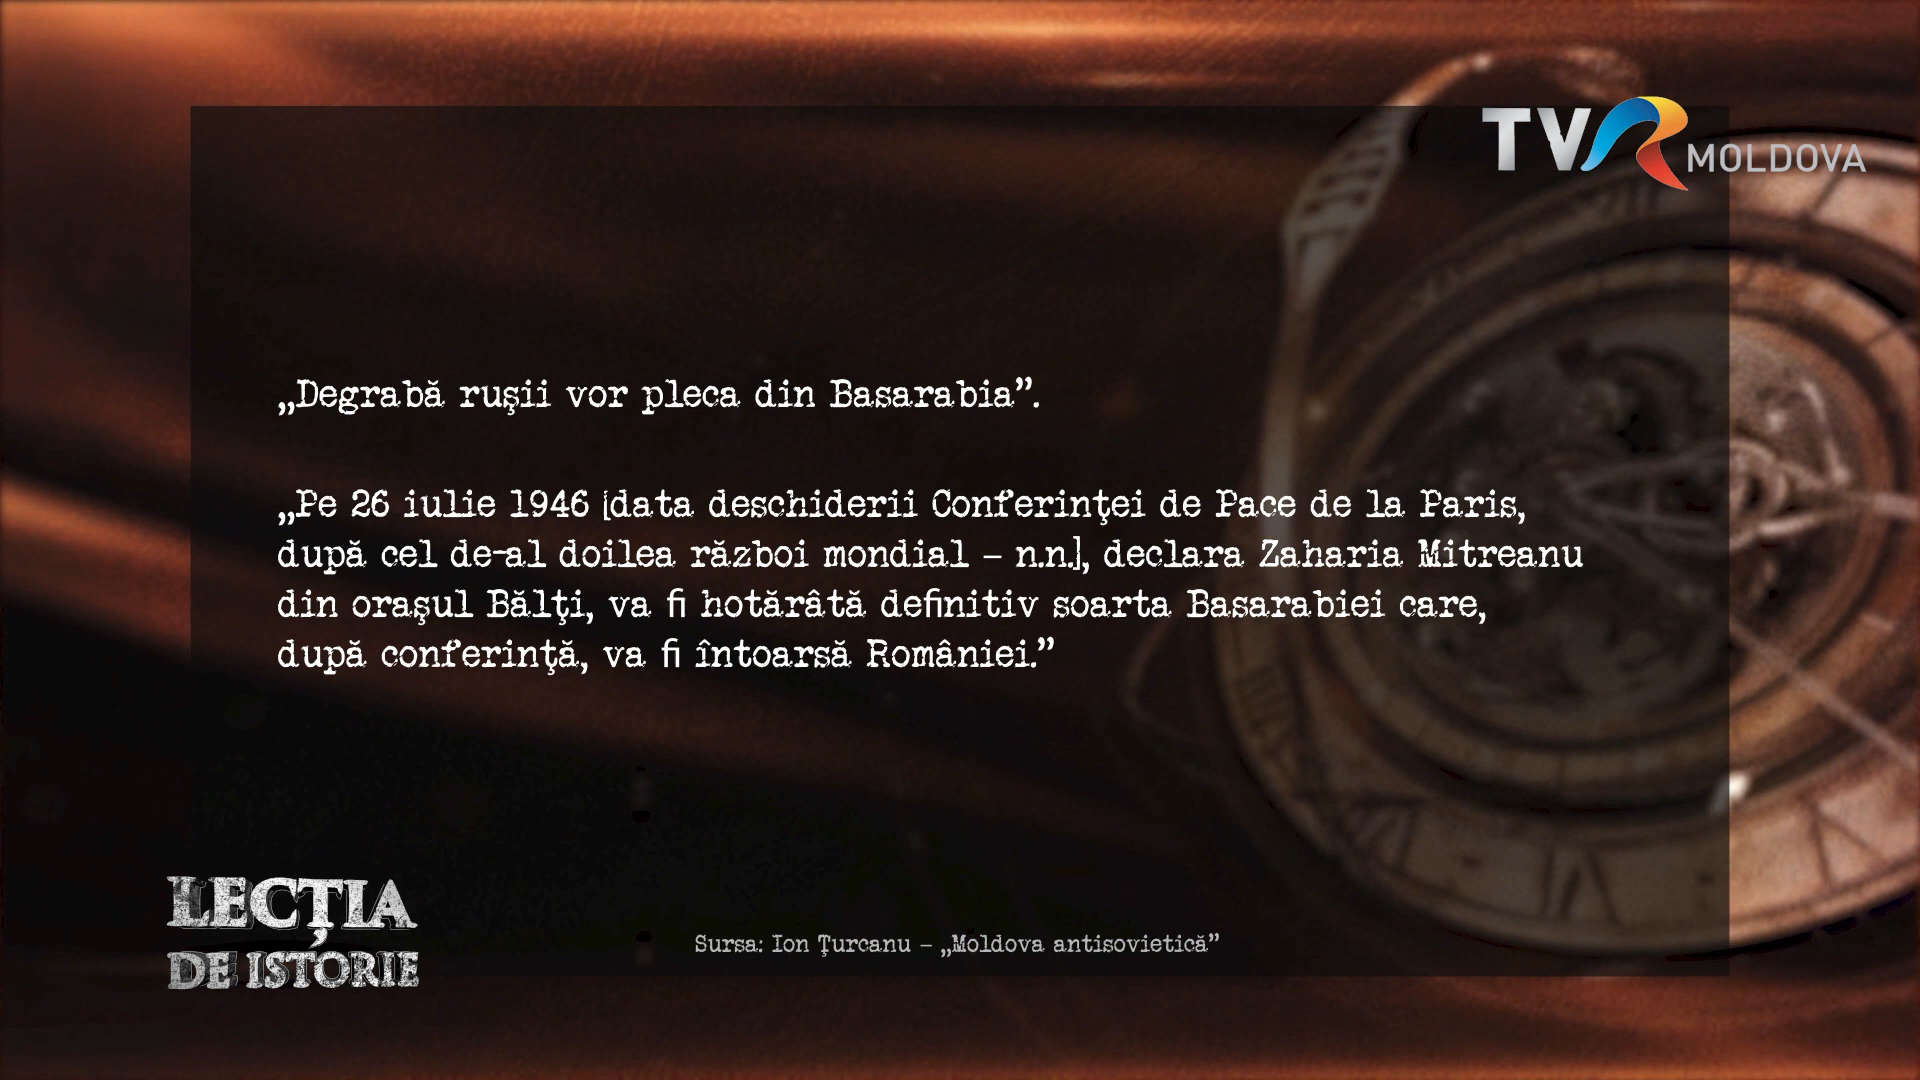 TVR MOLDOVA
„Degrabă ruşii vor pleca din Basarabia”.
„Pe 26 iulie 1946 [data deschiderii Conferinţei de Pace de la Paris,
după cel de-al doilea război mondial – n.n.], declara Zaharia Mitreanu
din oraşul Bălţi, va fi hotărâtă definitiv soarta Basarabiei care,
după conferinţă, va fi întoarsă României.”
LECȚIA
DE ISTORIE
Sursa: Ion Ţurcanu – „Moldova antisovietică”